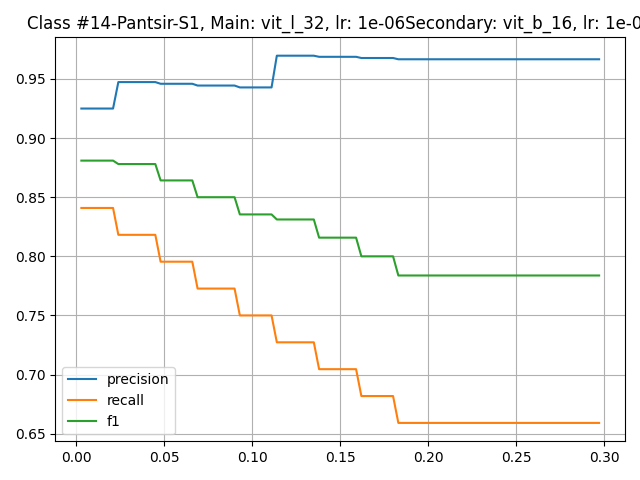 Class #14-Pantsir-S1, Main: vit_l_32, lr: 1e-06Secondary: vit_b_16, lr: 1e-0
0.95
0.90
0.85
0.80
0.75
0.70
0.65
precision
recall
f1
0.00 0.05 0.10 0.15 0.20 0.25 0.30